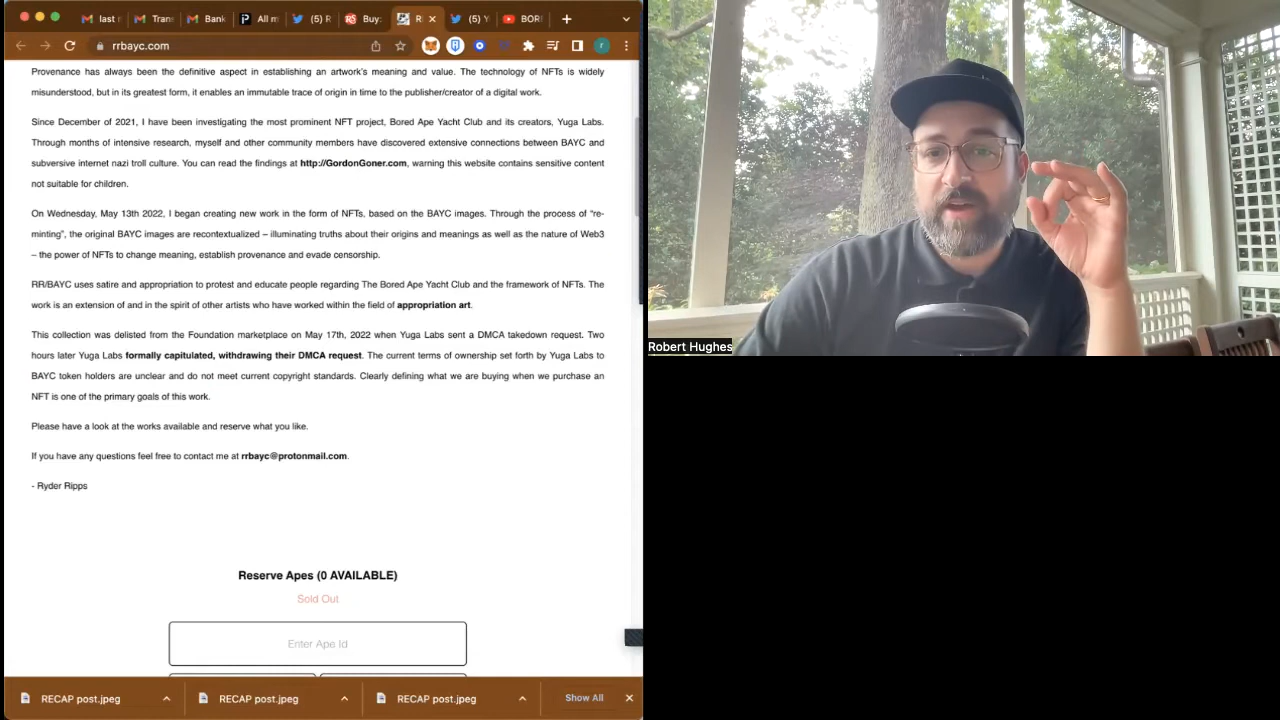 last r
Tran
Bank
All m
(5) R
Buy:
R
(5) Y
BOR
rrbayc.com
r
Provenance has always been the definitive aspect in establishing an artwork's meaning and value. The technology of NFTs is widely
misunderstood, but in its greatest form, it enables an immutable trace of origin in time to the publisher/creator of a digital work.
Since December of 2021, I have been investigating the most prominent NFT project, Bored Ape Yacht Club and its creators, Yuga Labs.
Through months of intensive research, myself and other community members have discovered extensive connections between BAYC and
subversive internet nazi troll culture. You can read the findings at http://GordonGoner.com, warning this website contains sensitive content
not suitable for children.
On Wednesday, May 13th 2022, I began creating new work in the form of NFTs, based on the BAYC images. Through the process of "re-
minting", the original BAYC images are recontextualized – illuminating truths about their origins and meanings as well as the nature of Web3
– the power of NFTs to change meaning, establish provenance and evade censorship.
RR/BAYC uses satire and appropriation to protest and educate people regarding The Bored Ape Yacht Club and the framework of NFTs. The
work is an extension of and in the spirit of other artists who have worked within the field of appropriation art.
This collection was delisted from the Foundation marketplace on May 17th, 2022 when Yuga Labs sent a DMCA takedown request. Two
hours later Yuga Labs formally capitulated, withdrawing their DMCA request. The current terms of ownership set forth by Yuga Labs to
BAYC token holders are unclear and do not meet current copyright standards. Clearly defining what we are buying when we purchase an
NFT is one of the primary goals of this work.
Please have a look at the works available and reserve what you like.
If you have any questions feel free to contact me at rrbayc@protonmail.com.
- Ryder Ripps
Reserve Apes (0 AVAILABLE)
Sold Out
Enter Ape Id
RECAP post.jpeg
RECAP post.jpeg
RECAP post.jpeg
Show All
Robert Hughes